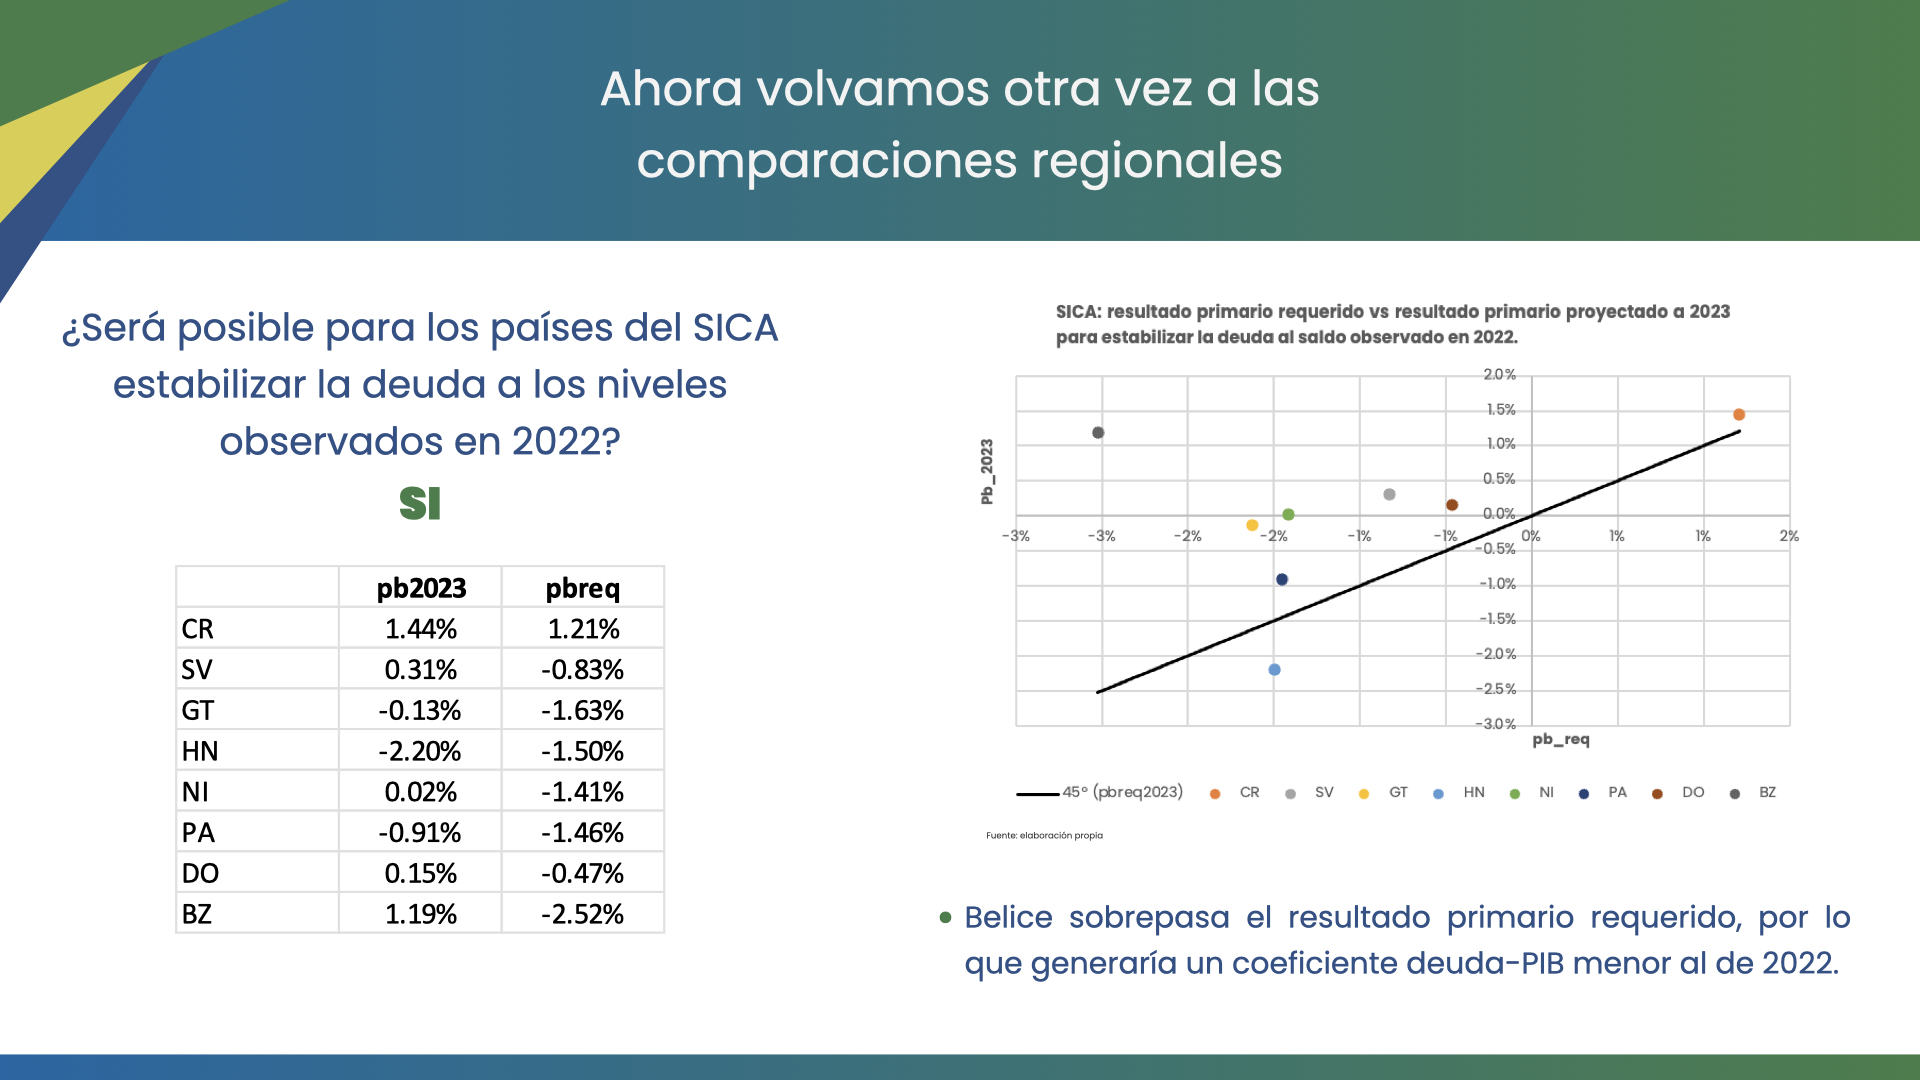 Ahora volvamos otra vez a las
comparaciones regionales
¿Será posible para los países del SICA
estabilizar la deuda a los niveles
observados en 2022?
SI
pb2023 pbreq
CR 1.44% 1.21%
SV 0.31% -0.83%
GT -0.13% -1.63%
HN -2.20% -1.50%
NI 0.02% -1.41%
PA -0.91% -1.46%
DO 0.15% -0.47%
BZ 1.19% -2.52%
SICA: resultado primario requerido vs resultado primario proyectado a 2023
para estabilizar la deuda al saldo observado en 2022.
Pb_2023
2.0%
1.5%
1.0%
0.5%
0.0%
-3% -3% -2% -2% -1% -1% 0% 1% 1% 2%
-0.5%
-1.0%
-1.5%
-2.0%
-2.5%
-3.0%
pb_req
45° (pbreq2023) CR SV GT HN NI PA DO BZ
Fuente: elaboración propia
• Belice sobrepasa el resultado primario requerido, por lo
que generaría un coeficiente deuda-PIB menor al de 2022.